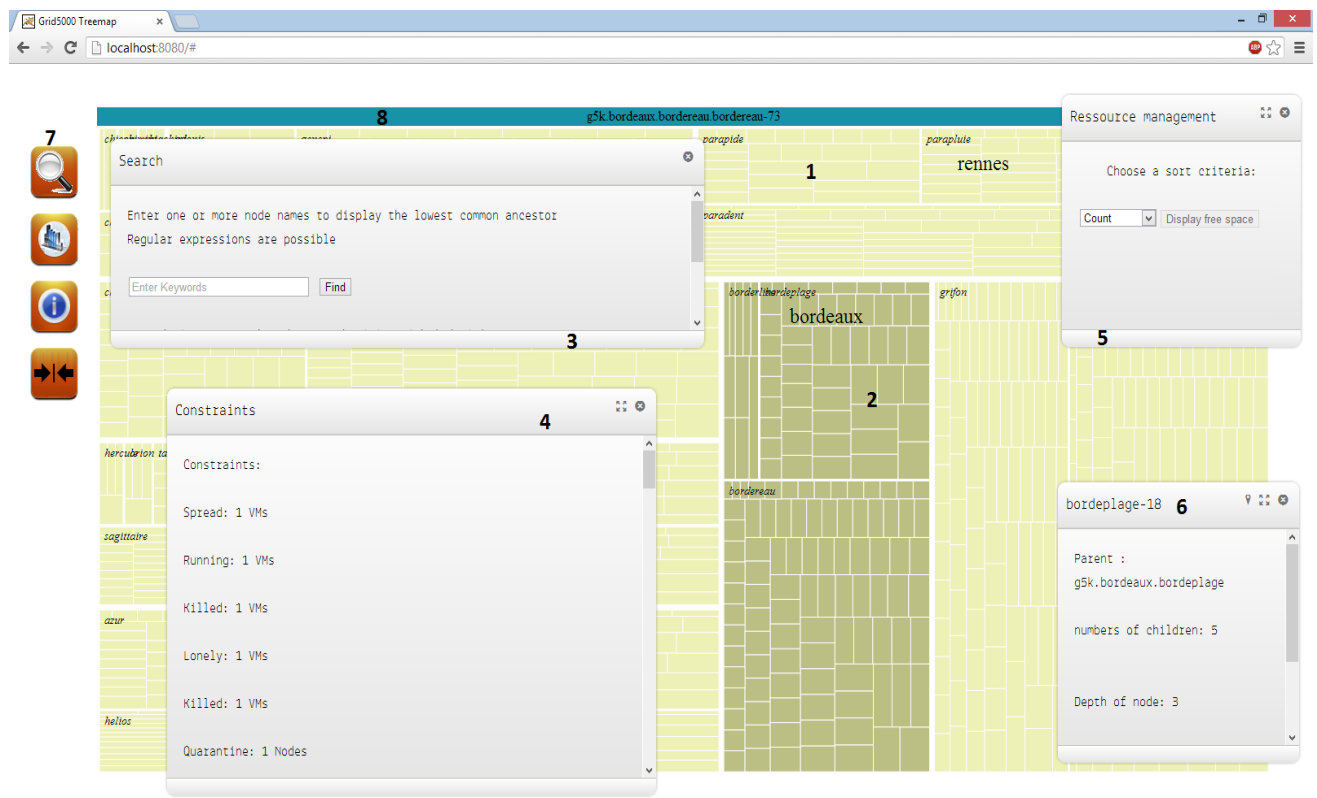 Grid5000 Treemap
localhost:8080/#
8
g5k.bordeaux.bordereau.bordereau-73
7
parapide
1
parapluie
rennes
paradent
Search
Enter one or more node names to display the lowest common ancestor
Regular expressions are possible
Enter Keywords
Find
3
Ressource management
Choose a sort criteria:
Count
Display free space
5
bordeplage
bordeaux
2
grifon
bordereau
sagittaire
azur
helios
Constraints
4
Constraints:
Spread: 1 VMs
Running: 1 VMs
Killed: 1 VMs
Lonely: 1 VMs
Killed: 1 VMs
Quarantine: 1 Nodes
bordeplage-18
6
Parent :
g5k.bordeaux.bordeplage
numbers of children: 5
Depth of node: 3
ABP